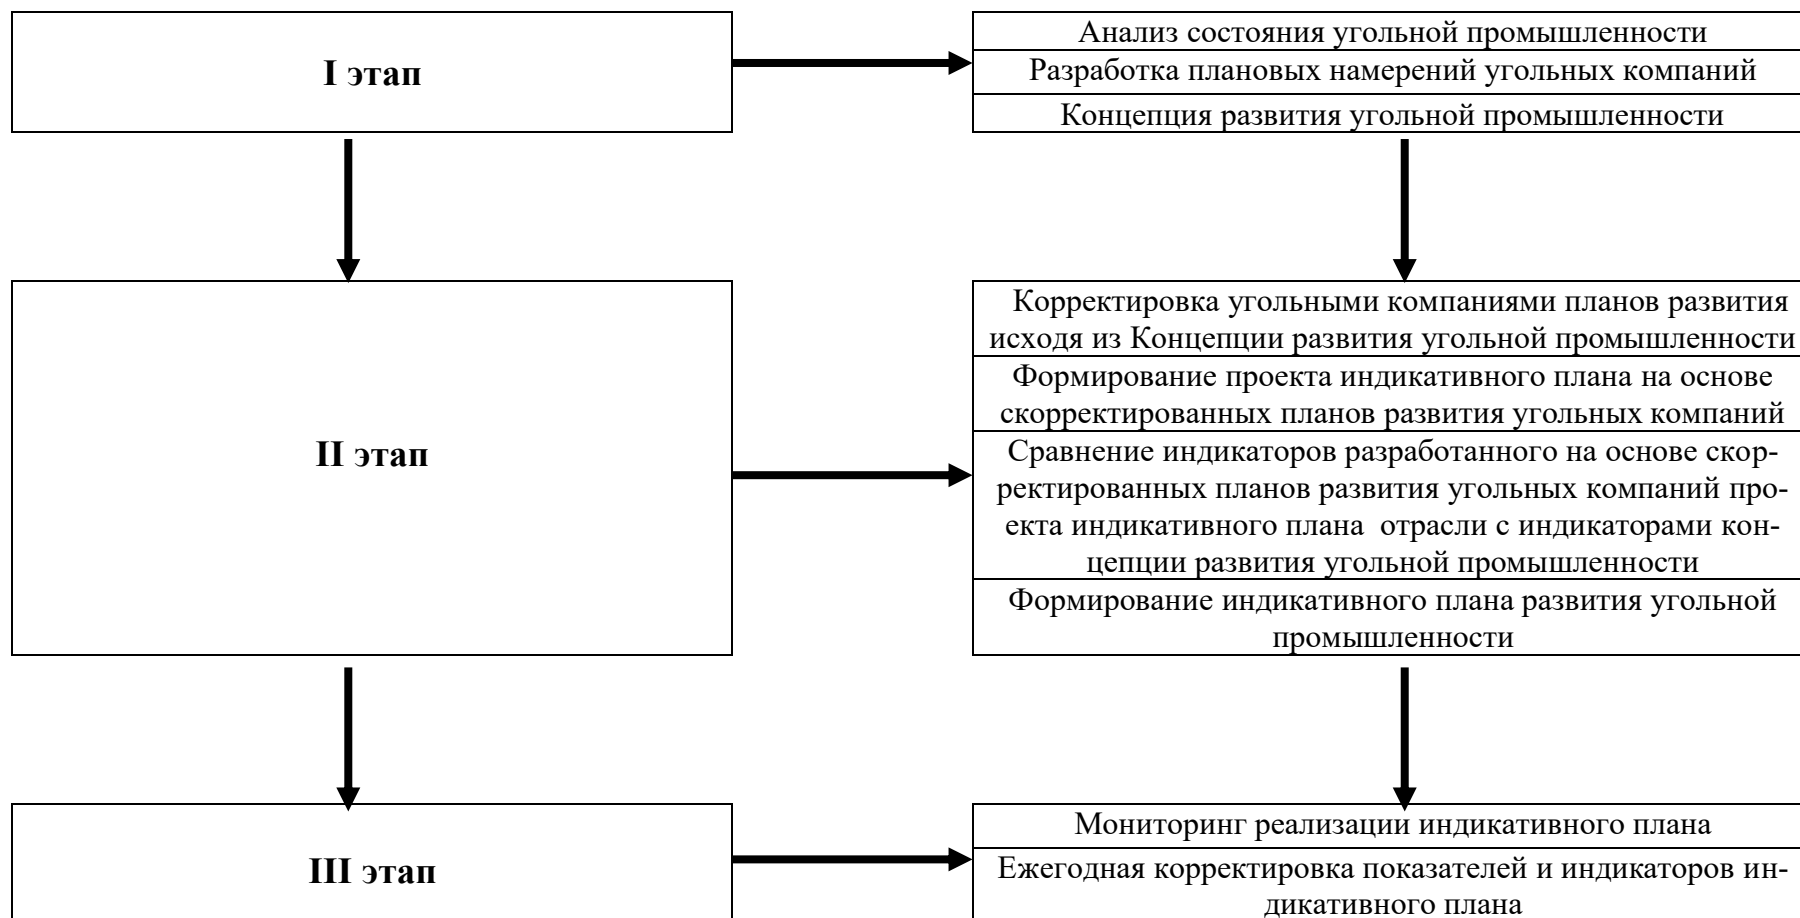 I этап
Анализ состояния угольной промышленности
Разработка плановых намерений угольных компаний
Концепция развития угольной промышленности
II этап
Корректировка угольными компаниями планов развития
исходя из Концепции развития угольной промышленности
Формирование проекта индикативного плана на основе
скорректированных планов развития угольных компаний
Сравнение индикаторов разработанного на основе скор-
ректированных планов развития угольных компаний про-
екта индикативного плана  отрасли с индикаторами кон-
цепции развития угольной промышленности
Формирование индикативного плана развития угольной
промышленности
III этап
Мониторинг реализации индикативного плана
Ежегодная корректировка показателей и индикаторов ин-
дикативного плана